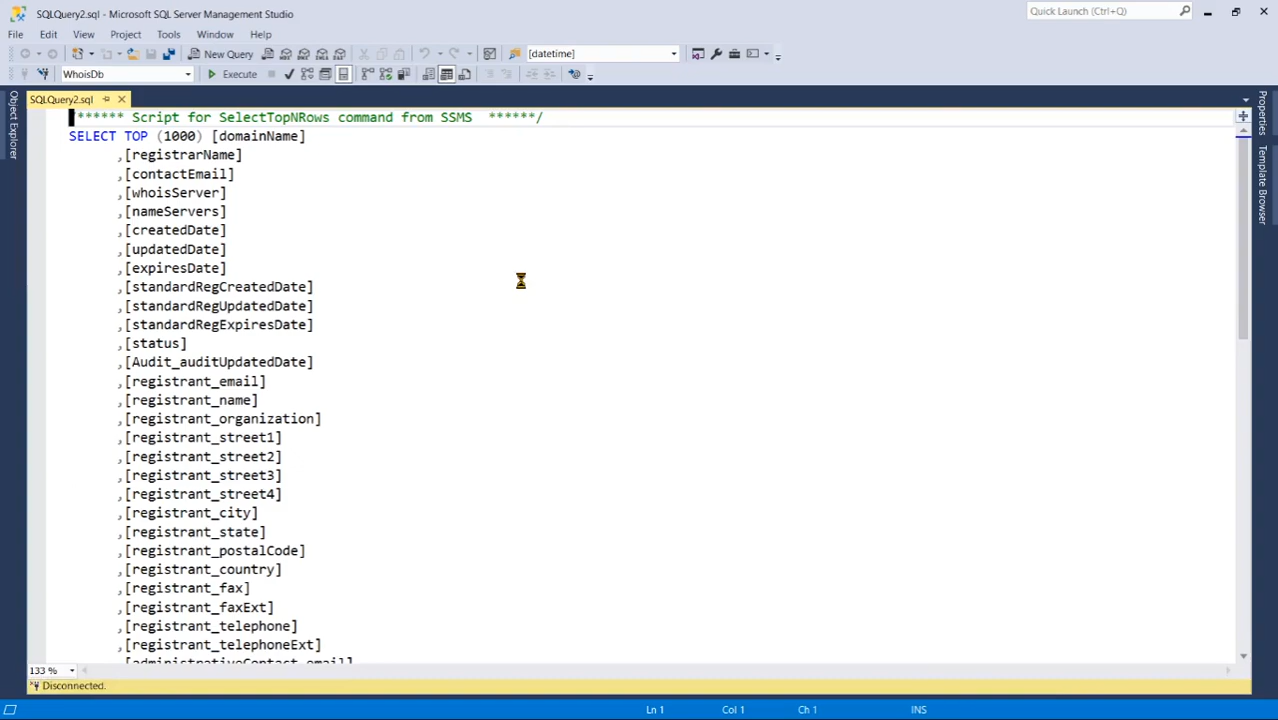 SQLQuery2.sql - Microsoft SQL Server Management Studio
Quick Launch (Ctrl+Q)
File Edit View Project Tools Window Help
New Query [datetime]
WhoisDb Execute
SQLQuery2.sql
Object Explorer
Properties
Template Browser
****** Script for SelectTopNRows command from SSMS  ******/
SELECT TOP (1000) [domainName]
,[registrarName]
,[contactEmail]
,[whoisServer]
,[nameServers]
,[createdDate]
,[updatedDate]
,[expiresDate]
,[standardRegCreatedDate]
,[standardRegUpdatedDate]
,[standardRegExpiresDate]
,[status]
,[Audit_auditUpdatedDate]
,[registrant_email]
,[registrant_name]
,[registrant_organization]
,[registrant_street1]
,[registrant_street2]
,[registrant_street3]
,[registrant_street4]
,[registrant_city]
,[registrant_state]
,[registrant_postalCode]
,[registrant_country]
,[registrant_fax]
,[registrant_faxExt]
,[registrant_telephone]
,[registrant_telephoneExt]
,[administrativeContact_email]
133 %
Disconnected.
Ln 1 Col 1 Ch 1 INS